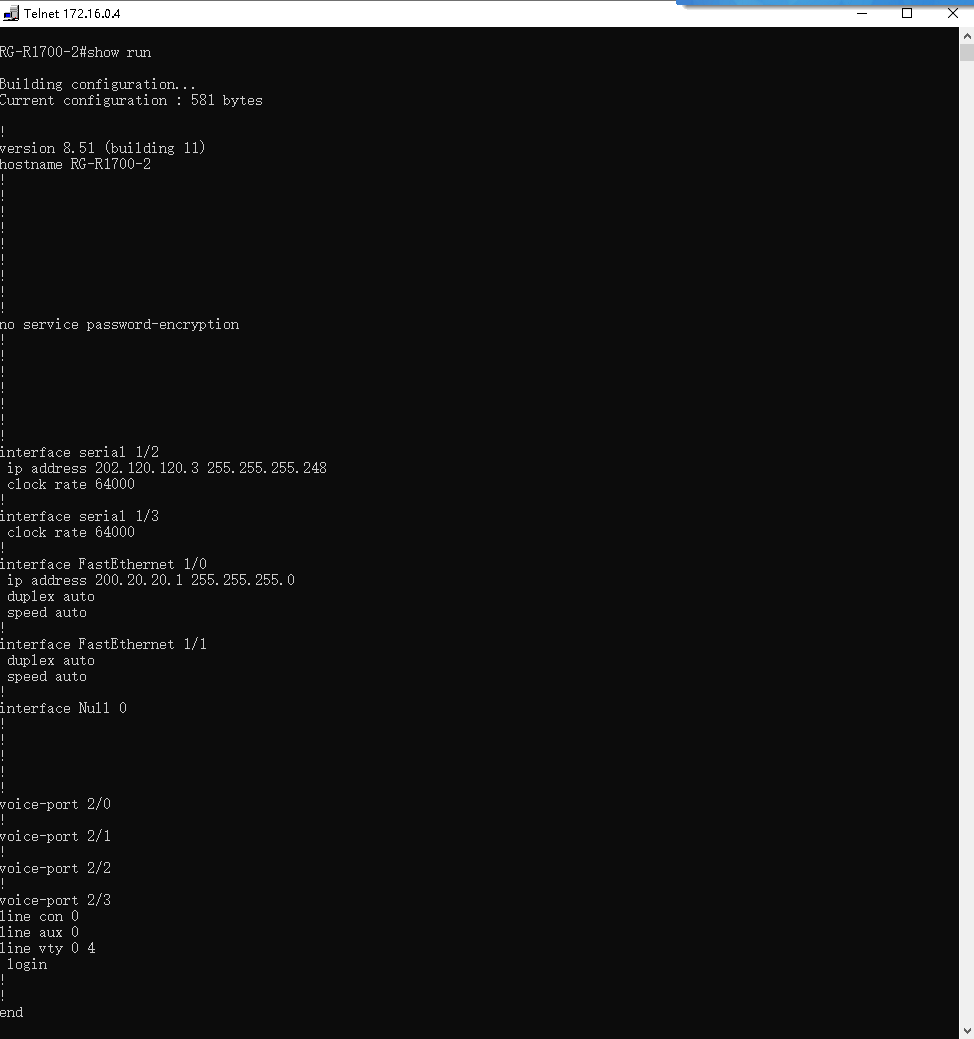 Telnet 172.16.0.4
RG-R1700-2#show run
Building configuration...
Current configuration : 581 bytes
!
version 8.51 (building 11)
hostname RG-R1700-2
!
!
!
!
!
!
!
!
!
no service password-encryption
!
!
!
!
!
!
!
interface serial 1/2
 ip address 202.120.120.3 255.255.255.248
 clock rate 64000
!
interface serial 1/3
 clock rate 64000
!
interface FastEthernet 1/0
 ip address 200.20.20.1 255.255.255.0
 duplex auto
 speed auto
!
interface FastEthernet 1/1
 duplex auto
 speed auto
!
interface Null 0
!
!
!
!
!
voice-port 2/0
!
voice-port 2/1
!
voice-port 2/2
!
voice-port 2/3
line con 0
line aux 0
line vty 0 4
 login
!
!
end